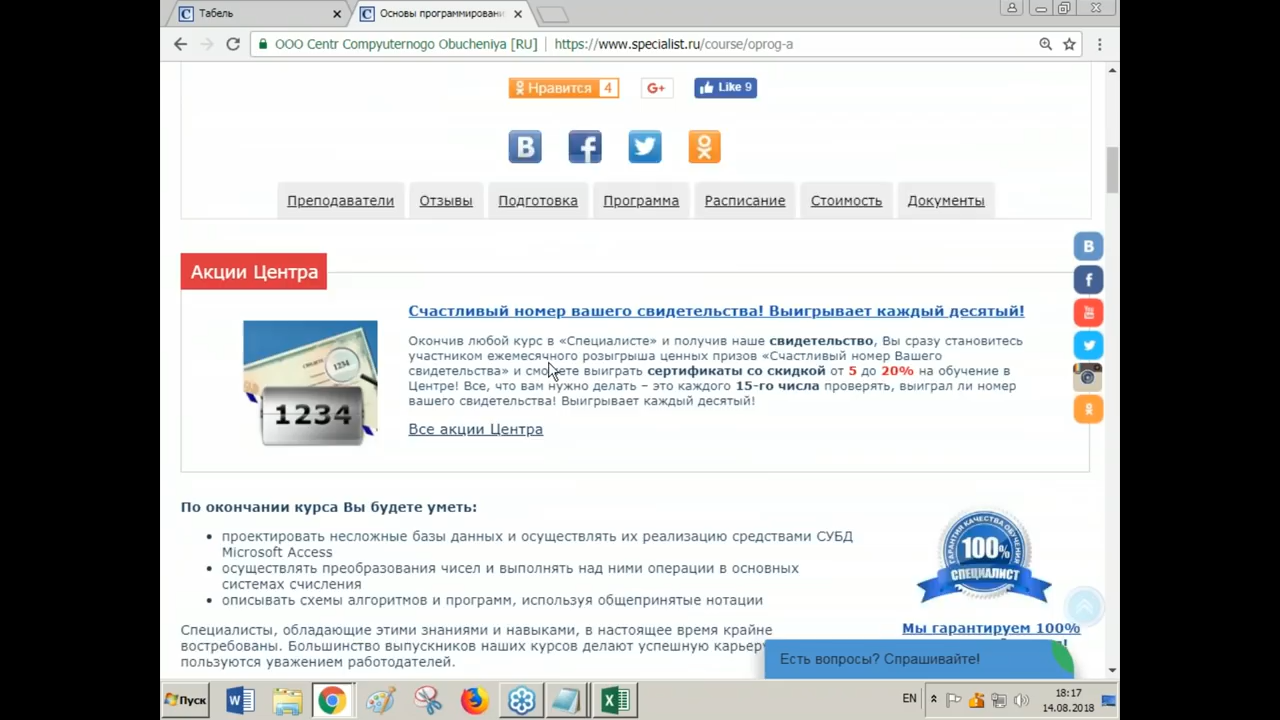 Табель
Основы программирован
ООО Centr Compyuternogo Obucheniya [RU] https://www.specialist.ru/course/oprog-a
Нравится 4 G+ Like 9
Преподаватели Отзывы Подготовка Программа Расписание Стоимость Документы
Акции Центра
Счастливый номер вашего свидетельства! Выигрывает каждый десятый!
Окончив любой курс в «Специалисте» и получив наше свидетельство, Вы сразу становитесь
участником ежемесячного розыгрыша ценных призов «Счастливый номер Вашего
свидетельства» и сможете выиграть сертификаты со скидкой от 5 до 20% на обучение в
Центре! Все, что вам нужно делать – это каждого 15-го числа проверять, выиграл ли номер
вашего свидетельства! Выигрывает каждый десятый!
1234
1234
Все акции Центра
По окончании курса Вы будете уметь:
проектировать несложные базы данных и осуществлять их реализацию средствами СУБД
Microsoft Access
осуществлять преобразования чисел и выполнять над ними операции в основных
системах счисления
описывать схемы алгоритмов и программ, используя общепринятые нотации
ГАРАНТИЯ КАЧЕСТВА ОБУЧЕНИЯ
100%
СПЕЦИАЛИСТ
Мы гарантируем 100%
Специалисты, обладающие этими знаниями и навыками, в настоящее время крайне
востребованы. Большинство выпускников наших курсов делают успешную карьеру
пользуются уважением работодателей.
Есть вопросы? Спрашивайте!
Пуск
EN
18:17
14.08.2018